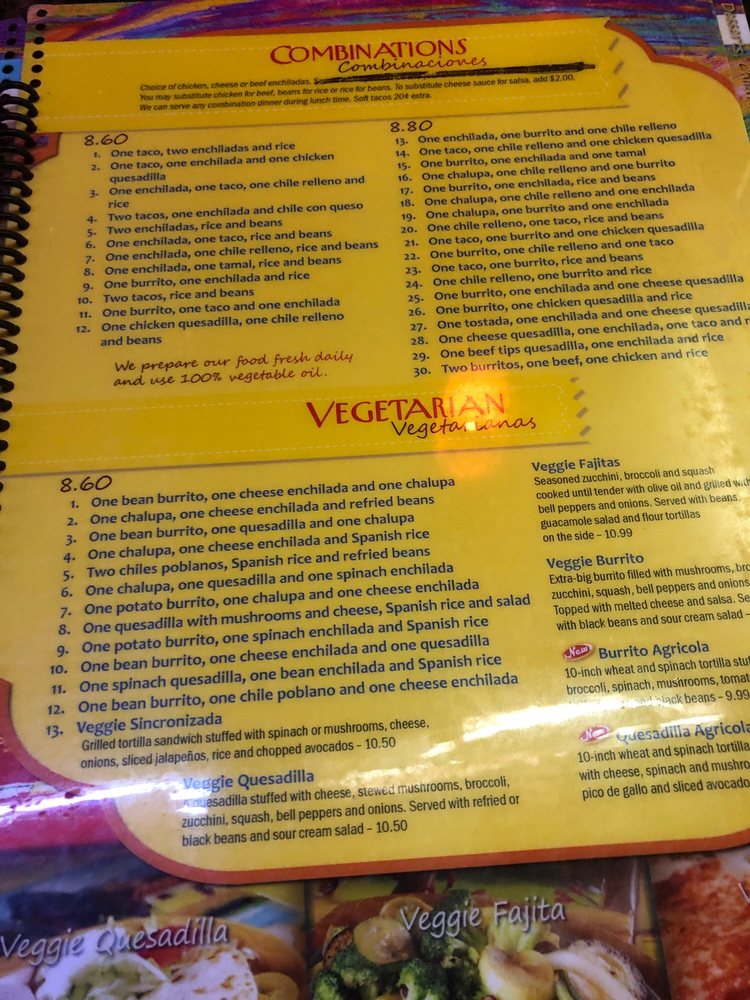 COMBINATIONS
Combinaciones
Choice of chicken, cheese or beef enchiladas.
You may substitute chicken for beef, beans for rice or rice for beans. To substitute cheese sauce for salsa, add $2.00.
We can serve any combination dinner during lunch time. Soft tacos 20¢ extra.
8.60
1. One taco, two enchiladas and rice
2. One taco, one enchilada and one chicken
quesadilla
3. One enchilada, one taco, one chile relleno and
rice
4. Two tacos, one enchilada and chile con queso
5. Two enchiladas, rice and beans
6. One enchilada, one taco, rice and beans
7. One enchilada, one chile relleno, rice and beans
8. One enchilada, one tamal, rice and beans
9. One burrito, one enchilada and rice
10. Two tacos, rice and beans
11. One burrito, one taco and one enchilada
12. One chicken quesadilla, one chile relleno
and beans
We prepare our food fresh daily
and use 100% vegetable oil.
8.80
13. One enchilada, one burrito and one chile relleno
14. One taco, one chile relleno and one chicken quesadilla
15. One burrito, one enchilada and one tamal
16. One chalupa, one chile relleno and one burrito
17. One burrito, one enchilada, rice and beans
18. One chalupa, one chile relleno and one enchilada
19. One chalupa, one burrito and one enchilada
20. One chile relleno, one taco, rice and beans
21. One taco, one burrito and one chicken quesadilla
22. One burrito, one chile relleno and one taco
23. One taco, one burrito, rice and beans
24. One chile relleno, one burrito and rice
25. One burrito, one enchilada and one cheese quesadilla
26. One burrito, one chicken quesadilla and rice
27. One tostada, one enchilada and one cheese quesadilla
28. One cheese quesadilla, one enchilada, one taco and r
29. One beef tips quesadilla, one enchilada and rice
30. Two burritos, one beef, one chicken and rice
VEGETARIAN
Vegetarianas
8.60
1. One bean burrito, one cheese enchilada and one chalupa
2. One chalupa, one cheese enchilada and refried beans
3. One bean burrito, one quesadilla and one chalupa
4. One chalupa, one cheese enchilada and Spanish rice
5. Two chiles poblanos, Spanish rice and refried beans
6. One chalupa, one quesadilla and one spinach enchilada
7. One potato burrito, one chalupa and one cheese enchilada
8. One quesadilla with mushrooms and cheese, Spanish rice and salad
9. One potato burrito, one spinach enchilada and Spanish rice
10. One bean burrito, one cheese enchilada and one quesadilla
11. One spinach quesadilla, one bean enchilada and Spanish rice
12. One bean burrito, one chile poblano and one cheese enchilada
13. Veggie Sincronizada
Grilled tortilla sandwich stuffed with spinach or mushrooms, cheese,
onions, sliced jalapeños, rice and chopped avocados – 10.50
Veggie Quesadilla
A quesadilla stuffed with cheese, stewed mushrooms, broccoli,
zucchini, squash, bell peppers and onions. Served with refried or
black beans and sour cream salad – 10.50
Veggie Fajitas
Seasoned zucchini, broccoli and squash
cooked until tender with olive oil and grilled with
bell peppers and onions. Served with beans,
guacamole salad and flour tortillas
on the side – 10.99
Veggie Burrito
Extra-big burrito filled with mushrooms, bro
zucchini, squash, bell peppers and onions
Topped with melted cheese and salsa. Se
with black beans and sour cream salad –
New Burrito Agricola
10-inch wheat and spinach tortilla stu
broccoli, spinach, mushrooms, tomat
black beans – 9.99
New Quesadilla Agricola
10-inch wheat and spinach tortilla
with cheese, spinach and mushro
pico de gallo and sliced avocado
Veggie Quesadilla
Veggie Fajita